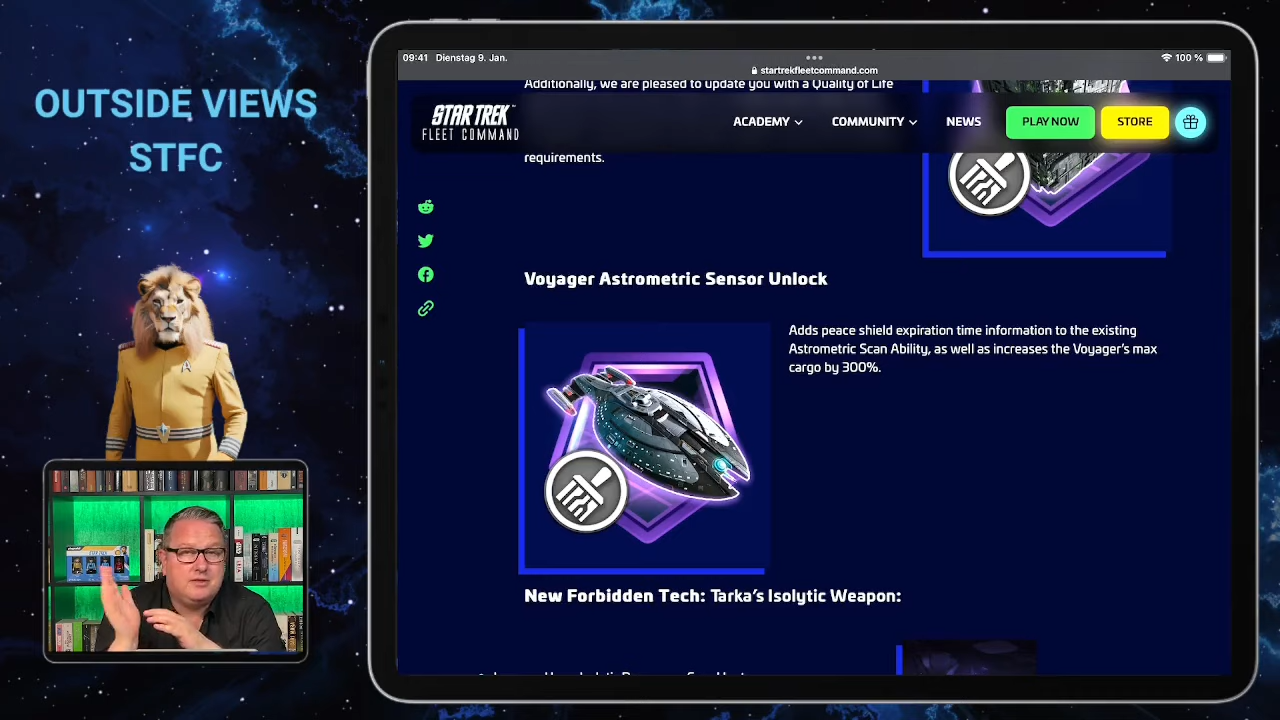 OUTSIDE VIEWS
STFC
09:41 Dienstag 9. Jan.
100 %
startrekfleetcommand.com
Additionally, we are pleased to update you with a Quality of Life
STAR TREK
FLEET COMMAND
ACADEMY
COMMUNITY
NEWS
PLAY NOW
STORE
requirements.
Voyager Astrometric Sensor Unlock
Adds peace shield expiration time information to the existing
Astrometric Scan Ability, as well as increases the Voyager's max
cargo by 300%.
New Forbidden Tech: Tarka's Isolytic Weapon: